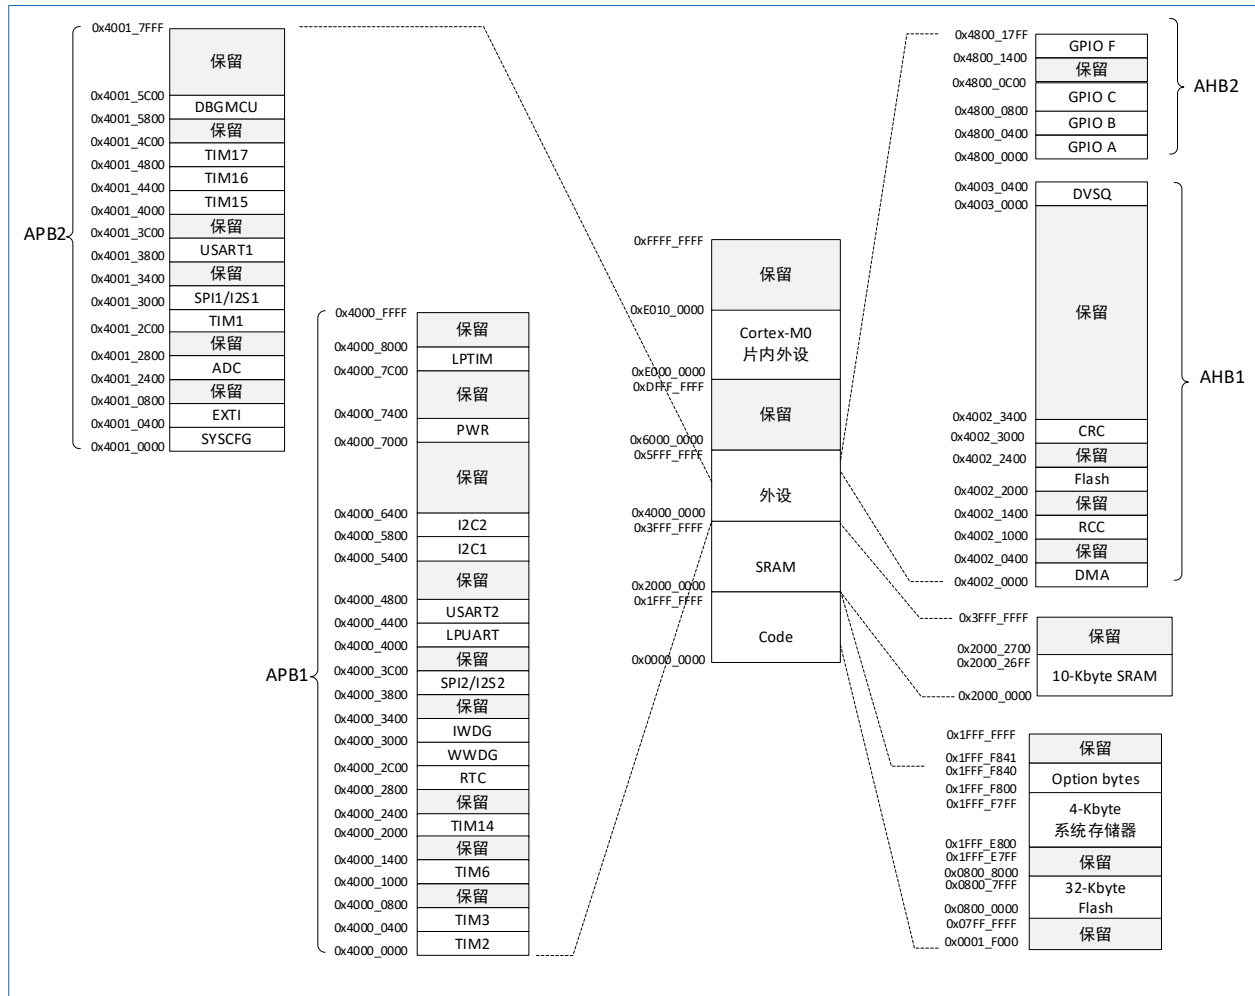 0x4001_7FFF
保留
0x4001_5C00
DBGMCU
0x4001_5800
保留
0x4001_4C00
TIM17
0x4001_4800
TIM16
0x4001_4400
TIM15
0x4001_4000
保留
0x4001_3C00
USART1
0x4001_3800
保留
0x4001_3400
SPI1/I2S1
0x4001_3000
TIM1
0x4001_2C00
保留
0x4001_2800
ADC
0x4001_2400
保留
0x4001_0800
EXTI
0x4001_0400
SYSCFG
0x4001_0000
APB2
0x4000_FFFF
保留
0x4000_8000
LPTIM
0x4000_7C00
保留
0x4000_7400
PWR
0x4000_7000
保留
0x4000_6400
I2C2
0x4000_5800
I2C1
0x4000_5400
保留
0x4000_4800
USART2
0x4000_4400
LPUART
0x4000_4000
保留
0x4000_3C00
SPI2/I2S2
0x4000_3800
保留
0x4000_3400
IWDG
0x4000_3000
WWDG
0x4000_2C00
RTC
0x4000_2800
保留
0x4000_2400
TIM14
0x4000_2000
保留
0x4000_1400
TIM6
0x4000_1000
保留
0x4000_0800
TIM3
0x4000_0400
TIM2
0x4000_0000
APB1
0xFFFF_FFFF
保留
0xE010_0000
Cortex-M0
片内外设
0xE000_0000
0xDFFF_FFFF
保留
0x6000_0000
0x5FFF_FFFF
外设
0x4000_0000
0x3FFF_FFFF
SRAM
0x2000_0000
0x1FFF_FFFF
Code
0x0000_0000
0x4800_17FF
GPIO F
0x4800_1400
保留
0x4800_0C00
GPIO C
0x4800_0800
GPIO B
0x4800_0400
GPIO A
0x4800_0000
AHB2
0x4003_0400
DVSQ
0x4003_0000
保留
0x4002_3400
CRC
0x4002_3000
保留
0x4002_2400
Flash
0x4002_2000
保留
0x4002_1400
RCC
0x4002_1000
保留
0x4002_0400
DMA
0x4002_0000
AHB1
0x3FFF_FFFF
保留
0x2000_2700
0x2000_26FF
10-Kbyte SRAM
0x2000_0000
0x1FFF_FFFF
保留
0x1FFF_F841
0x1FFF_F840
Option bytes
0x1FFF_F800
0x1FFF_F7FF
4-Kbyte
系统存储器
0x1FFF_E800
0x1FFF_E7FF
保留
0x0800_8000
0x0800_7FFF
32-Kbyte
Flash
0x0800_0000
0x07FF_FFFF
保留
0x0001_F000